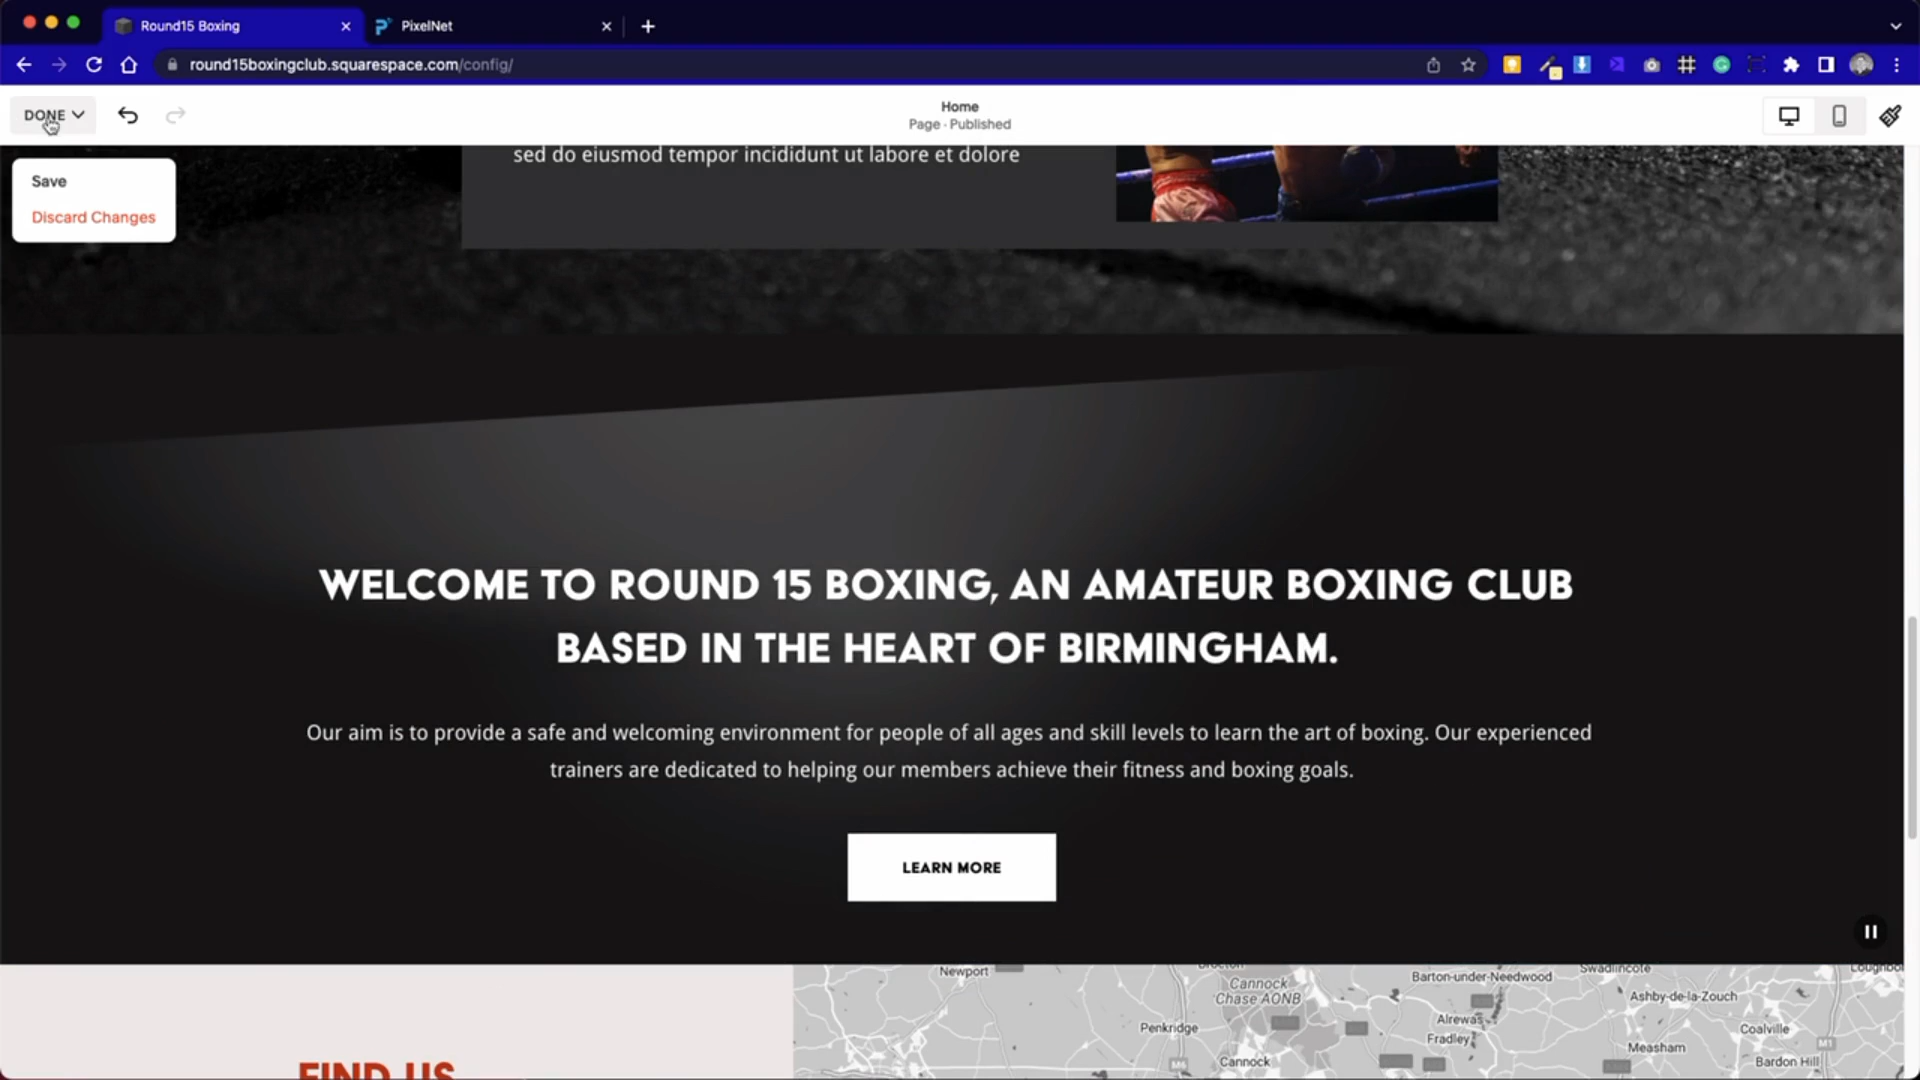 Round15 Boxing
PixelNet
round15boxingclub.squarespace.com/config/
DONE
Home
Page · Published
Save
Discard Changes
sed do eiusmod tempor incididunt ut labore et dolore
WELCOME TO ROUND 15 BOXING, AN AMATEUR BOXING CLUB
BASED IN THE HEART OF BIRMINGHAM.
Our aim is to provide a safe and welcoming environment for people of all ages and skill levels to learn the art of boxing. Our experienced
trainers are dedicated to helping our members achieve their fitness and boxing goals.
LEARN MORE
Newport
Cannock
Chase AONB
Barton-under-Needwood
Swadlincote
Ashby-de-la-Zouch
Penkridge
Alrewas
Fradley
Coalville
M1
Measham
Cannock
M6
Bardon Hill
FIND US